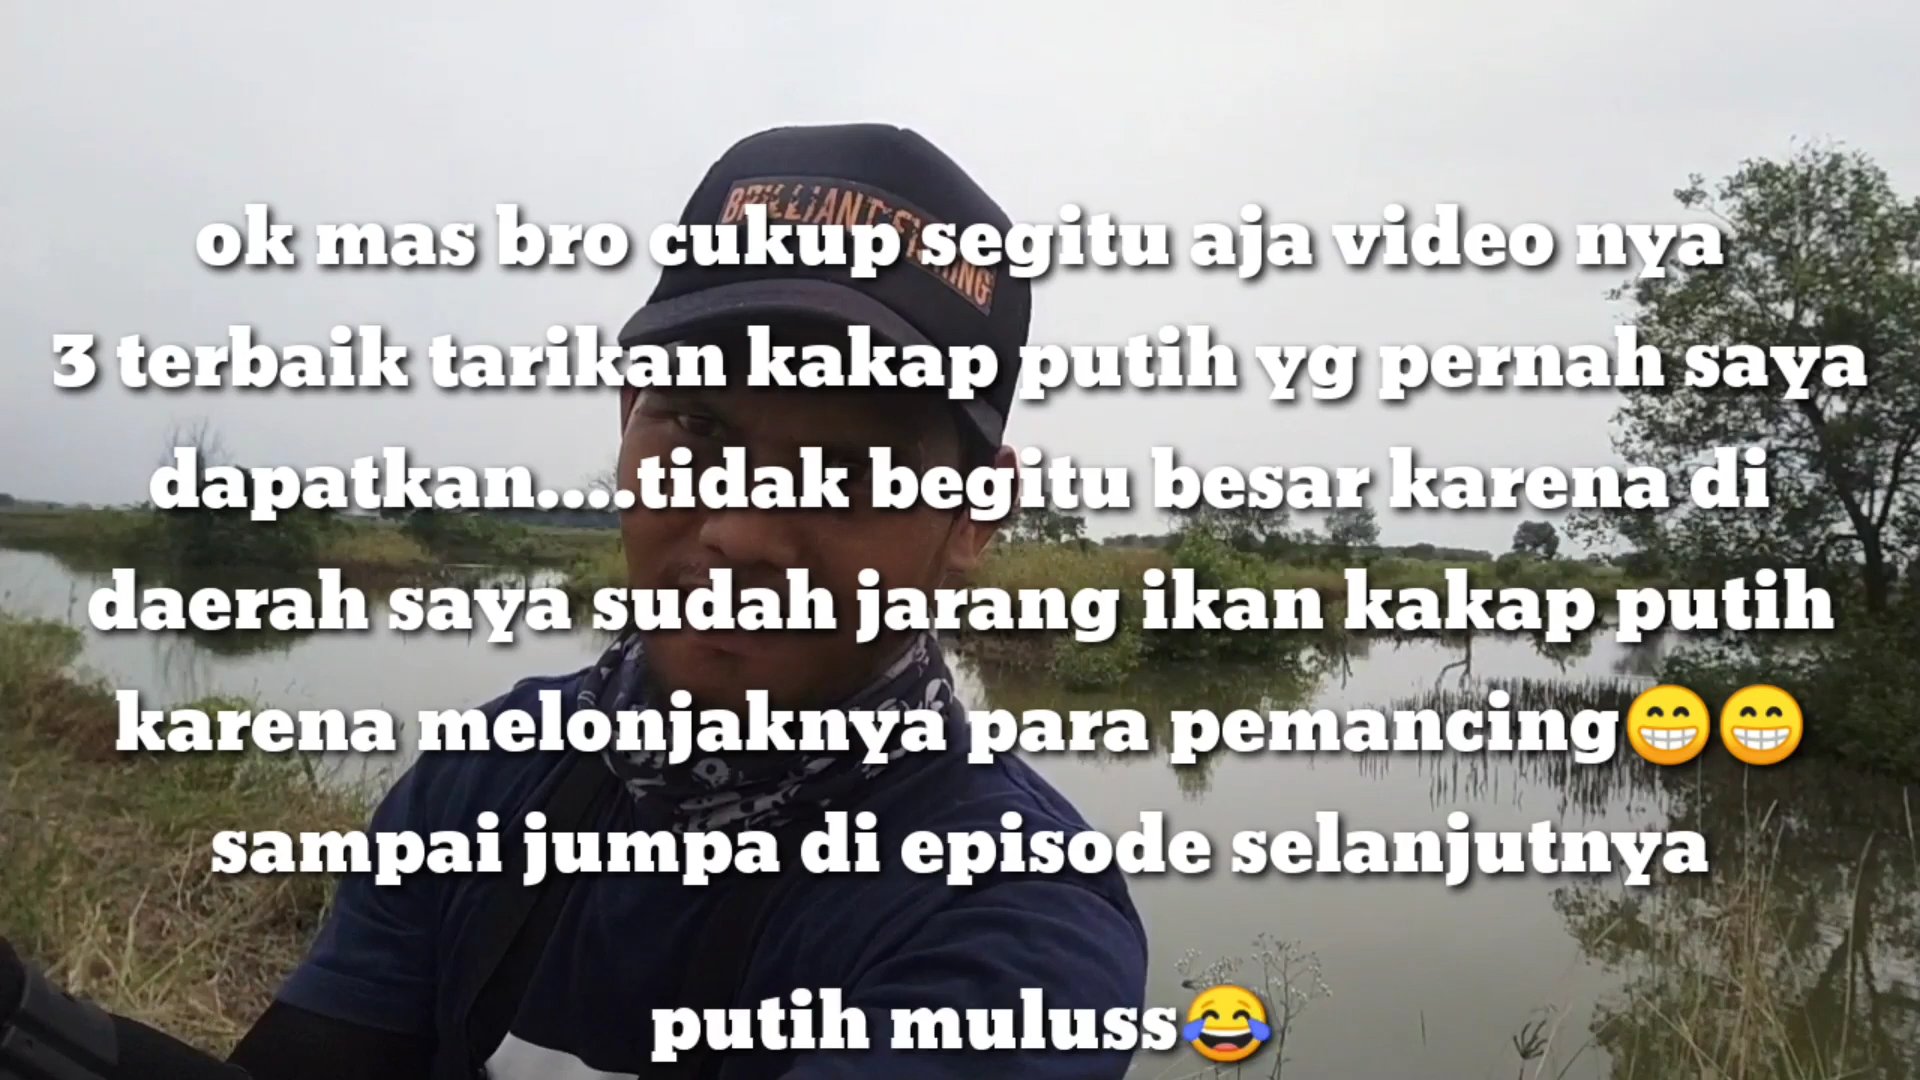 BRILLIANT FISHING
ok mas bro cukup segitu aja video nya
3 terbaik tarikan kakap putih yg pernah saya
dapatkan....tidak begitu besar karena di
daerah saya sudah jarang ikan kakap putih
karena melonjaknya para pemancing😁😁
sampai jumpa di episode selanjutnya
putih muluss😂